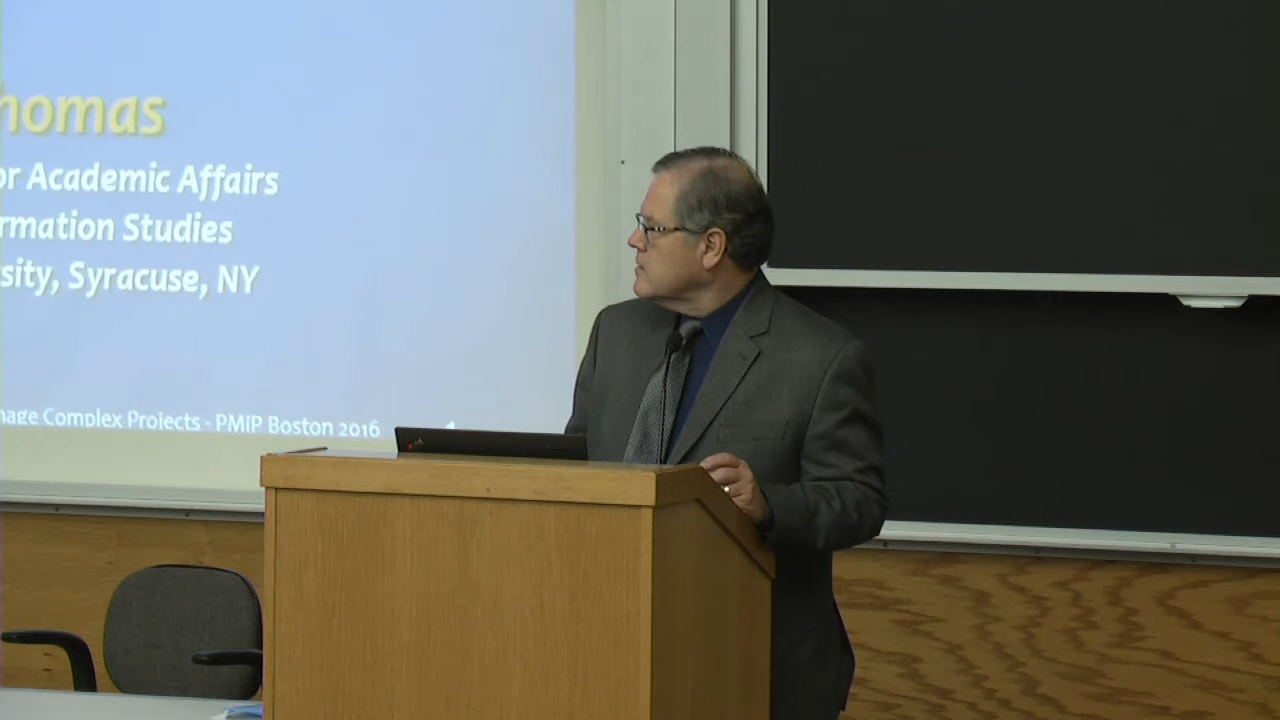 homas
or Academic Affairs
rmation Studies
sity, Syracuse, NY
nage Complex Projects - PMiP Boston 2016